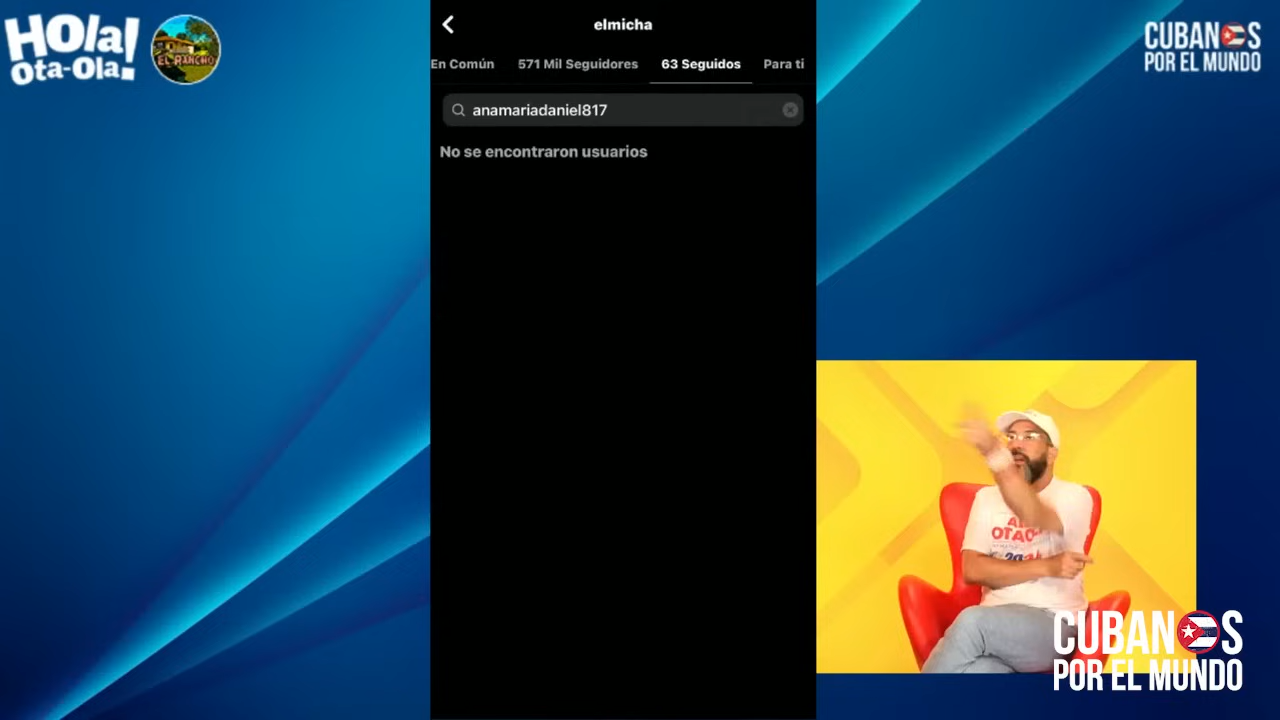 HOla!
Ota-Ola!
EL RANCHO
CUBANOS
POR EL MUNDO
elmicha
En Común 571 Mil Seguidores 63 Seguidos Para ti
anamariadaniel817
No se encontraron usuarios
CUBANOS
POR EL MUNDO